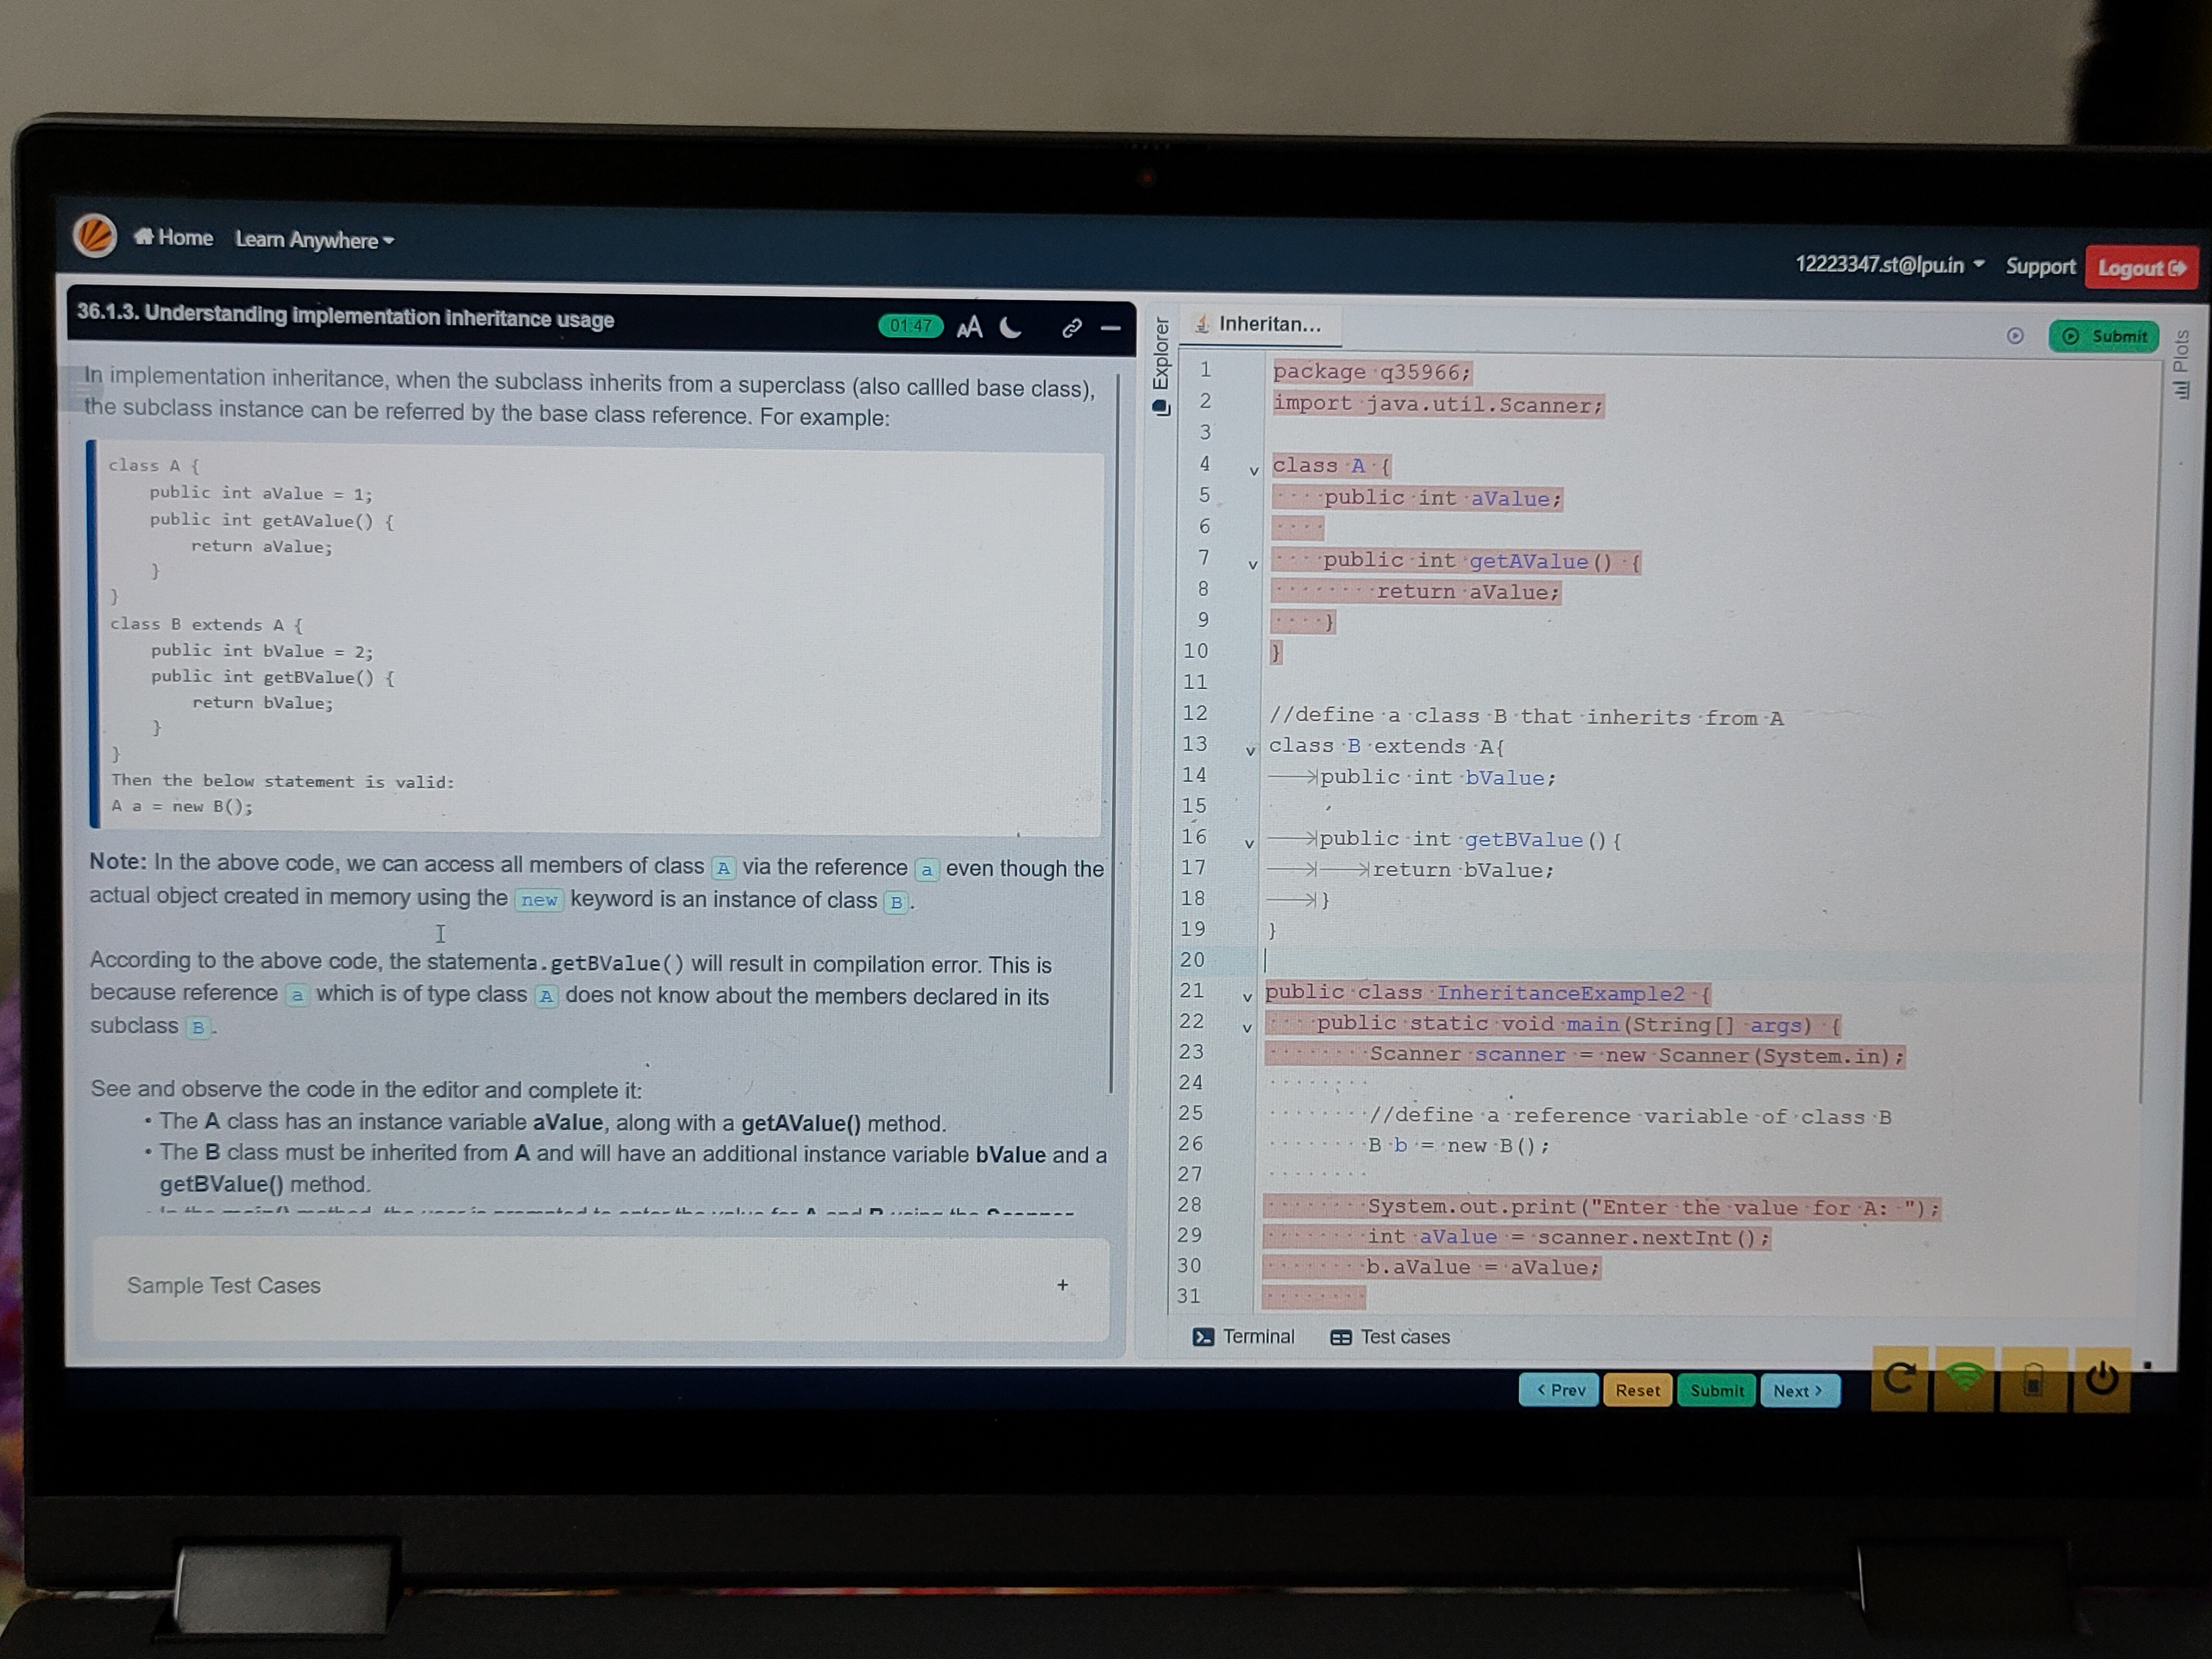 Home Learn Anywhere
12223347.st@lpu.in Support Logout
36.1.3. Understanding implementation inheritance usage
01:47 AA
In implementation inheritance, when the subclass inherits from a superclass (also callled base class),
the subclass instance can be referred by the base class reference. For example:
class A {
public int aValue = 1;
public int getAValue() {
return aValue;
}
}
class B extends A {
public int bValue = 2;
public int getBValue() {
return bValue;
}
}
Then the below statement is valid:
A a = new B();
Note: In the above code, we can access all members of class A via the reference a even though the
actual object created in memory using the new keyword is an instance of class B.
According to the above code, the statementa.getBValue() will result in compilation error. This is
because reference a which is of type class A does not know about the members declared in its
subclass B.
See and observe the code in the editor and complete it:
• The A class has an instance variable aValue, along with a getAValue() method.
• The B class must be inherited from A and will have an additional instance variable bValue and a
getBValue() method.
Sample Test Cases +
Explorer
Inheritan...
Submit
Plots
1 package q35966;
2 import java.util.Scanner;
3
4 class A {
5 public int aValue;
6
7 public int getAValue() {
8 return aValue;
9 }
10 }
11
12 //define a class B that inherits from A
13 class B extends A{
14 public int bValue;
15
16 public int getBValue(){
17 return bValue;
18 }
19 }
20
21 public class InheritanceExample2 {
22 public static void main(String[] args) {
23 Scanner scanner = new Scanner(System.in);
24
25 //define a reference variable of class B
26 B b = new B();
27
28 System.out.print("Enter the value for A: ");
29 int aValue = scanner.nextInt();
30 b.aValue = aValue;
31
Terminal Test cases
< Prev Reset Submit Next >